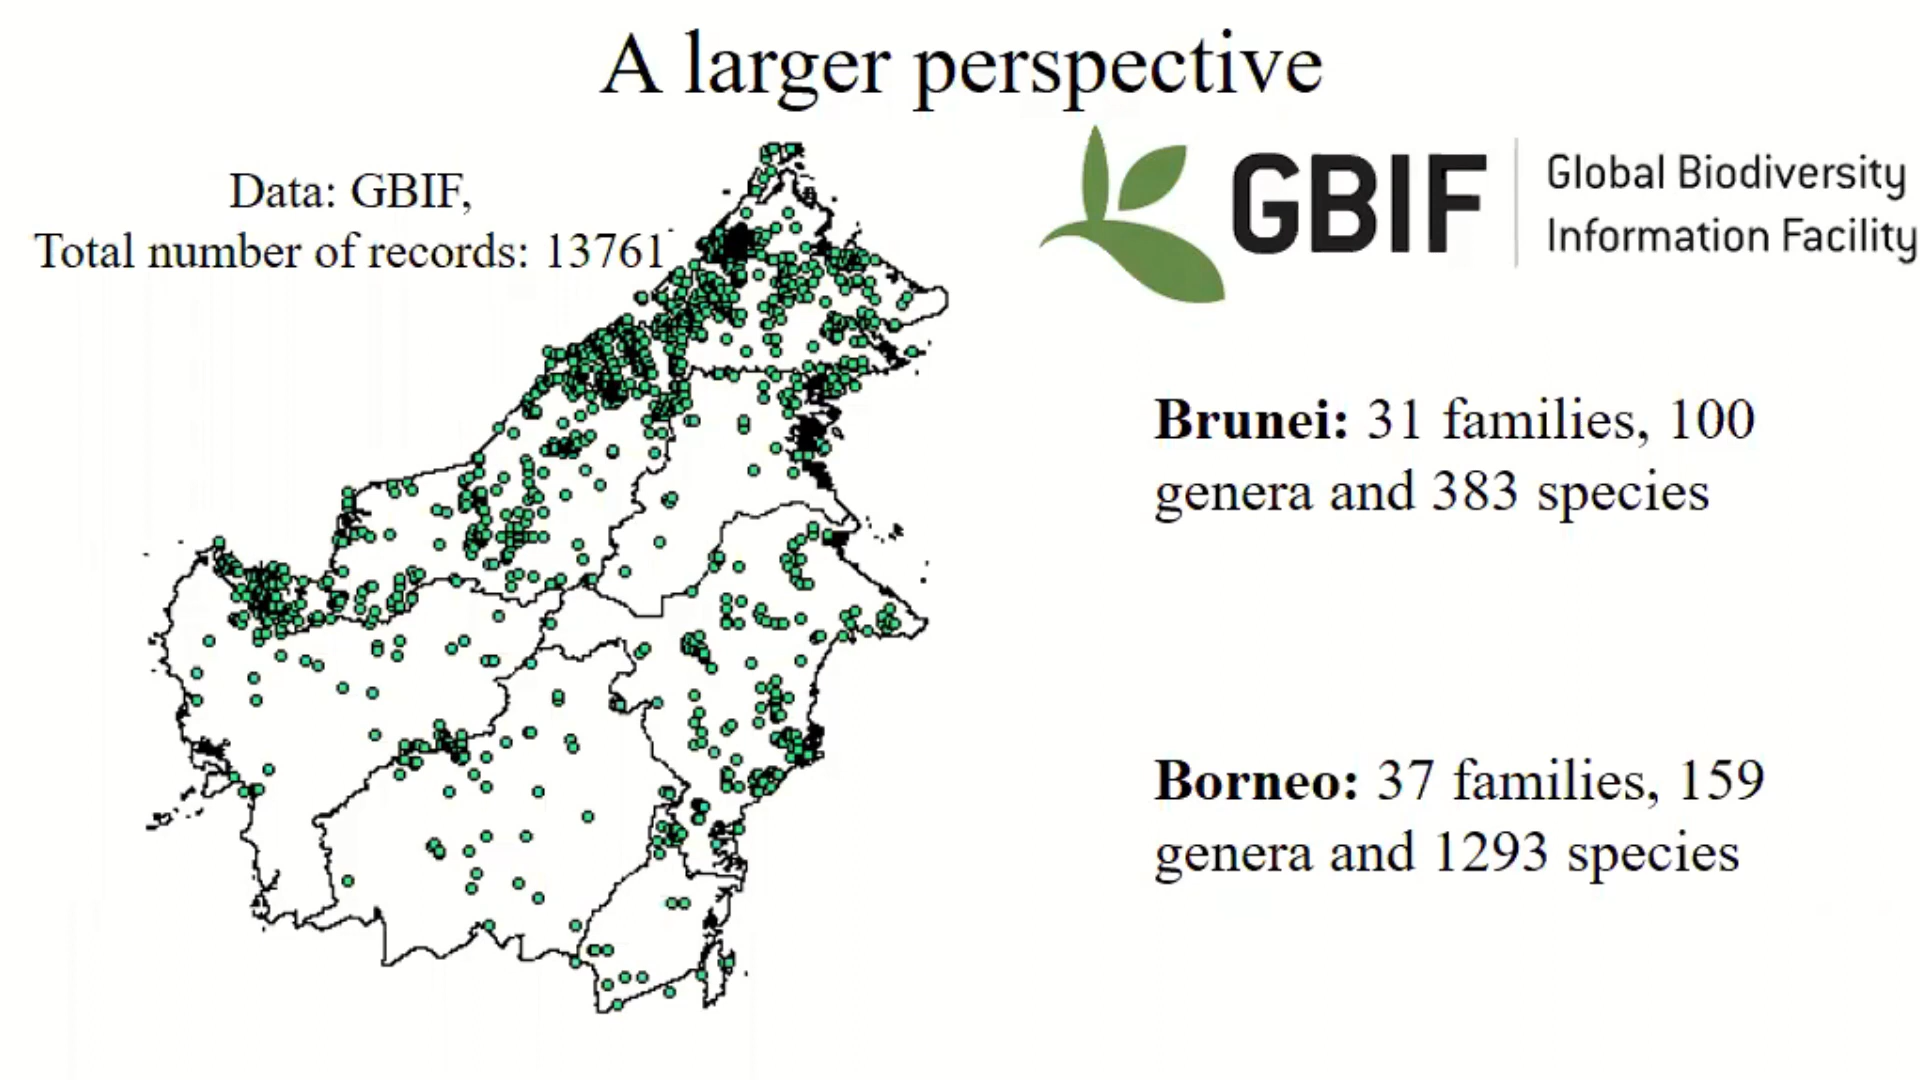 A larger perspective
Data: GBIF,
Total number of records: 13761
GBIF
Global Biodiversity
Information Facility
Brunei: 31 families, 100
genera and 383 species
Borneo: 37 families, 159
genera and 1293 species